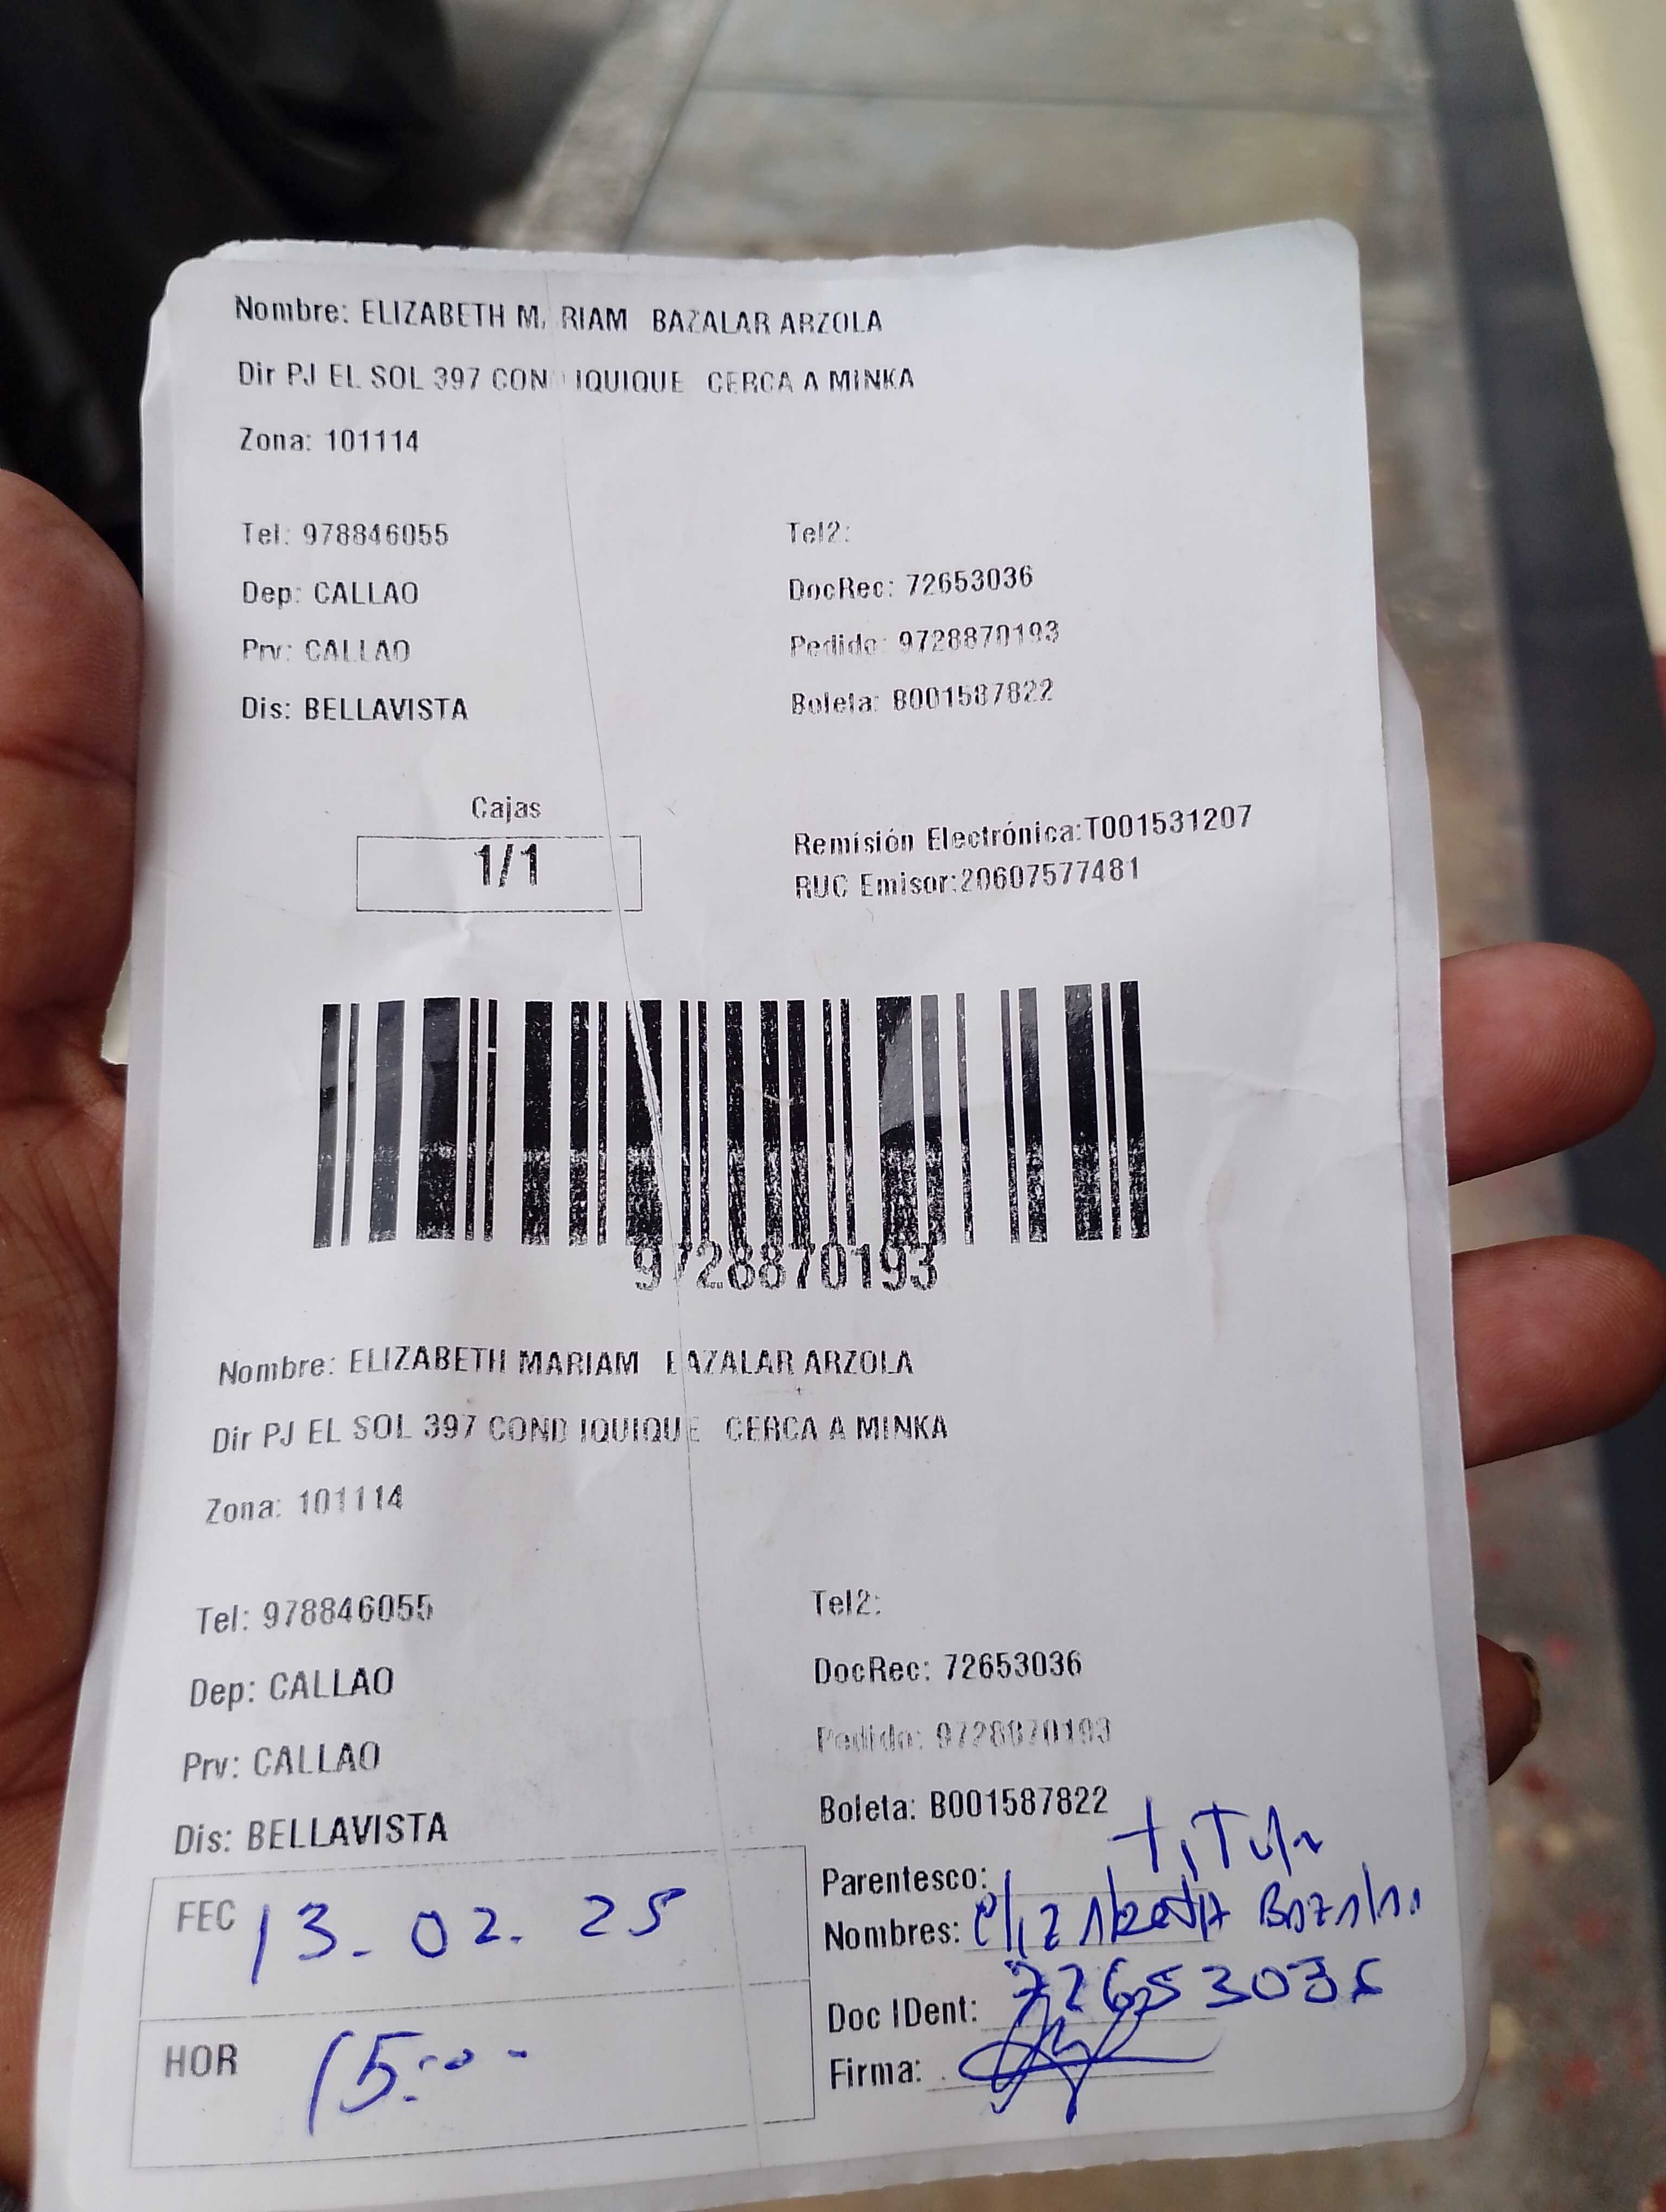 Nombre: ELIZABETH M RIAM BAZALAR ARZOLA
Dir PJ EL SOL 397 CON IQUIQUE CERCA A MINKA
Zona: 101114
Tel: 978846055 Tel2:
Dep: CALLAO DocRec: 72653036
Prv: CALLAO Pedido: 9728870193
Dis: BELLAVISTA Boleta: B001587822
Cajas
1/1
Remisión Electrónica:T001531207
RUC Emisor:20607577481
9728870193
Nombre: ELIZABETH MARIAM BAZALAR ARZOLA
Dir PJ EL SOL 397 COND IQUIQUE CERCA A MINKA
Zona: 101114
Tel: 978846055 Tel2:
Dep: CALLAO DocRec: 72653036
Prv: CALLAO Pedido: 9728870193
Dis: BELLAVISTA Boleta: B001587822
Parentesco: Titular
FEC 13. 02. 25
Nombres: Elizabeth Bazalar
Doc IDent: 72653036
HOR 15:00
Firma: